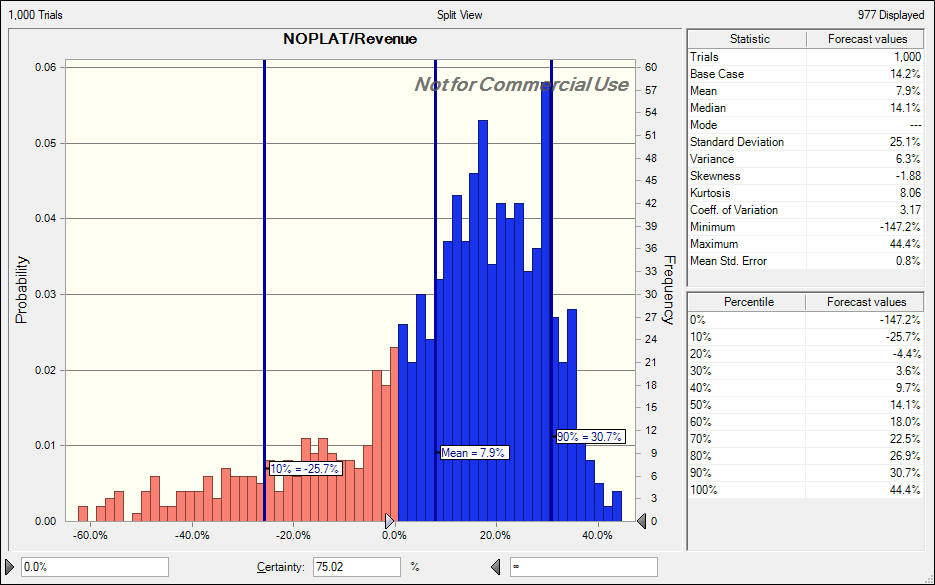 1,000 Trials Split View 977 Displayed
NOPLAT/Revenue
Not for Commercial Use
Probability
0.06
0.05
0.04
0.03
0.02
0.01
0.00
10% = -25.7%
Mean = 7.9%
90% = 30.7%
-60.0% -40.0% -20.0% 0.0% 20.0% 40.0%
60
57
54
51
48
45
42
39
36
33
30
27
24
21
18
15
12
9
6
3
0
Frequency
Statistic Forecast values
Trials 1,000
Base Case 14.2%
Mean 7.9%
Median 14.1%
Mode ---
Standard Deviation 25.1%
Variance 6.3%
Skewness -1.88
Kurtosis 8.06
Coeff. of Variation 3.17
Minimum -147.2%
Maximum 44.4%
Mean Std. Error 0.8%
Percentile Forecast values
0% -147.2%
10% -25.7%
20% -4.4%
30% 3.6%
40% 9.7%
50% 14.1%
60% 18.0%
70% 22.5%
80% 26.9%
90% 30.7%
100% 44.4%
0.0% Certainty: 75.02 % ∞